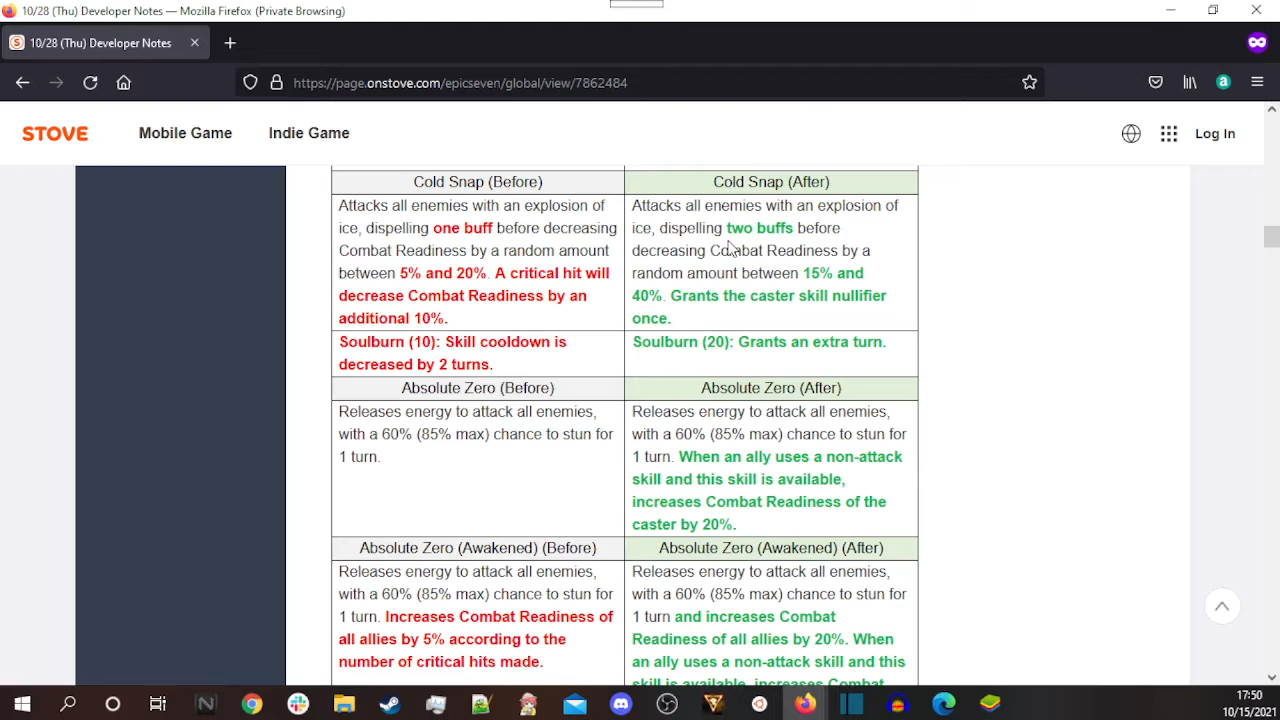 10/28 (Thu) Developer Notes — Mozilla Firefox (Private Browsing)
10/28 (Thu) Developer Notes
https://page.onstove.com/epicseven/global/view/7862484
STOVE
Mobile Game
Indie Game
Log In
Cold Snap (Before)
Cold Snap (After)
Attacks all enemies with an explosion of
ice, dispelling one buff before decreasing
Combat Readiness by a random amount
between 5% and 20%. A critical hit will
decrease Combat Readiness by an
additional 10%.
Attacks all enemies with an explosion of
ice, dispelling two buffs before
decreasing Combat Readiness by a
random amount between 15% and
40%. Grants the caster skill nullifier
once.
Soulburn (10): Skill cooldown is
decreased by 2 turns.
Soulburn (20): Grants an extra turn.
Absolute Zero (Before)
Absolute Zero (After)
Releases energy to attack all enemies,
with a 60% (85% max) chance to stun for
1 turn.
Releases energy to attack all enemies,
with a 60% (85% max) chance to stun for
1 turn. When an ally uses a non-attack
skill and this skill is available,
increases Combat Readiness of the
caster by 20%.
Absolute Zero (Awakened) (Before)
Absolute Zero (Awakened) (After)
Releases energy to attack all enemies,
with a 60% (85% max) chance to stun for
1 turn. Increases Combat Readiness of
all allies by 5% according to the
number of critical hits made.
Releases energy to attack all enemies,
with a 60% (85% max) chance to stun for
1 turn and increases Combat
Readiness of all allies by 20%. When
an ally uses a non-attack skill and this
skill is available, increases Combat
17:50
10/15/2021